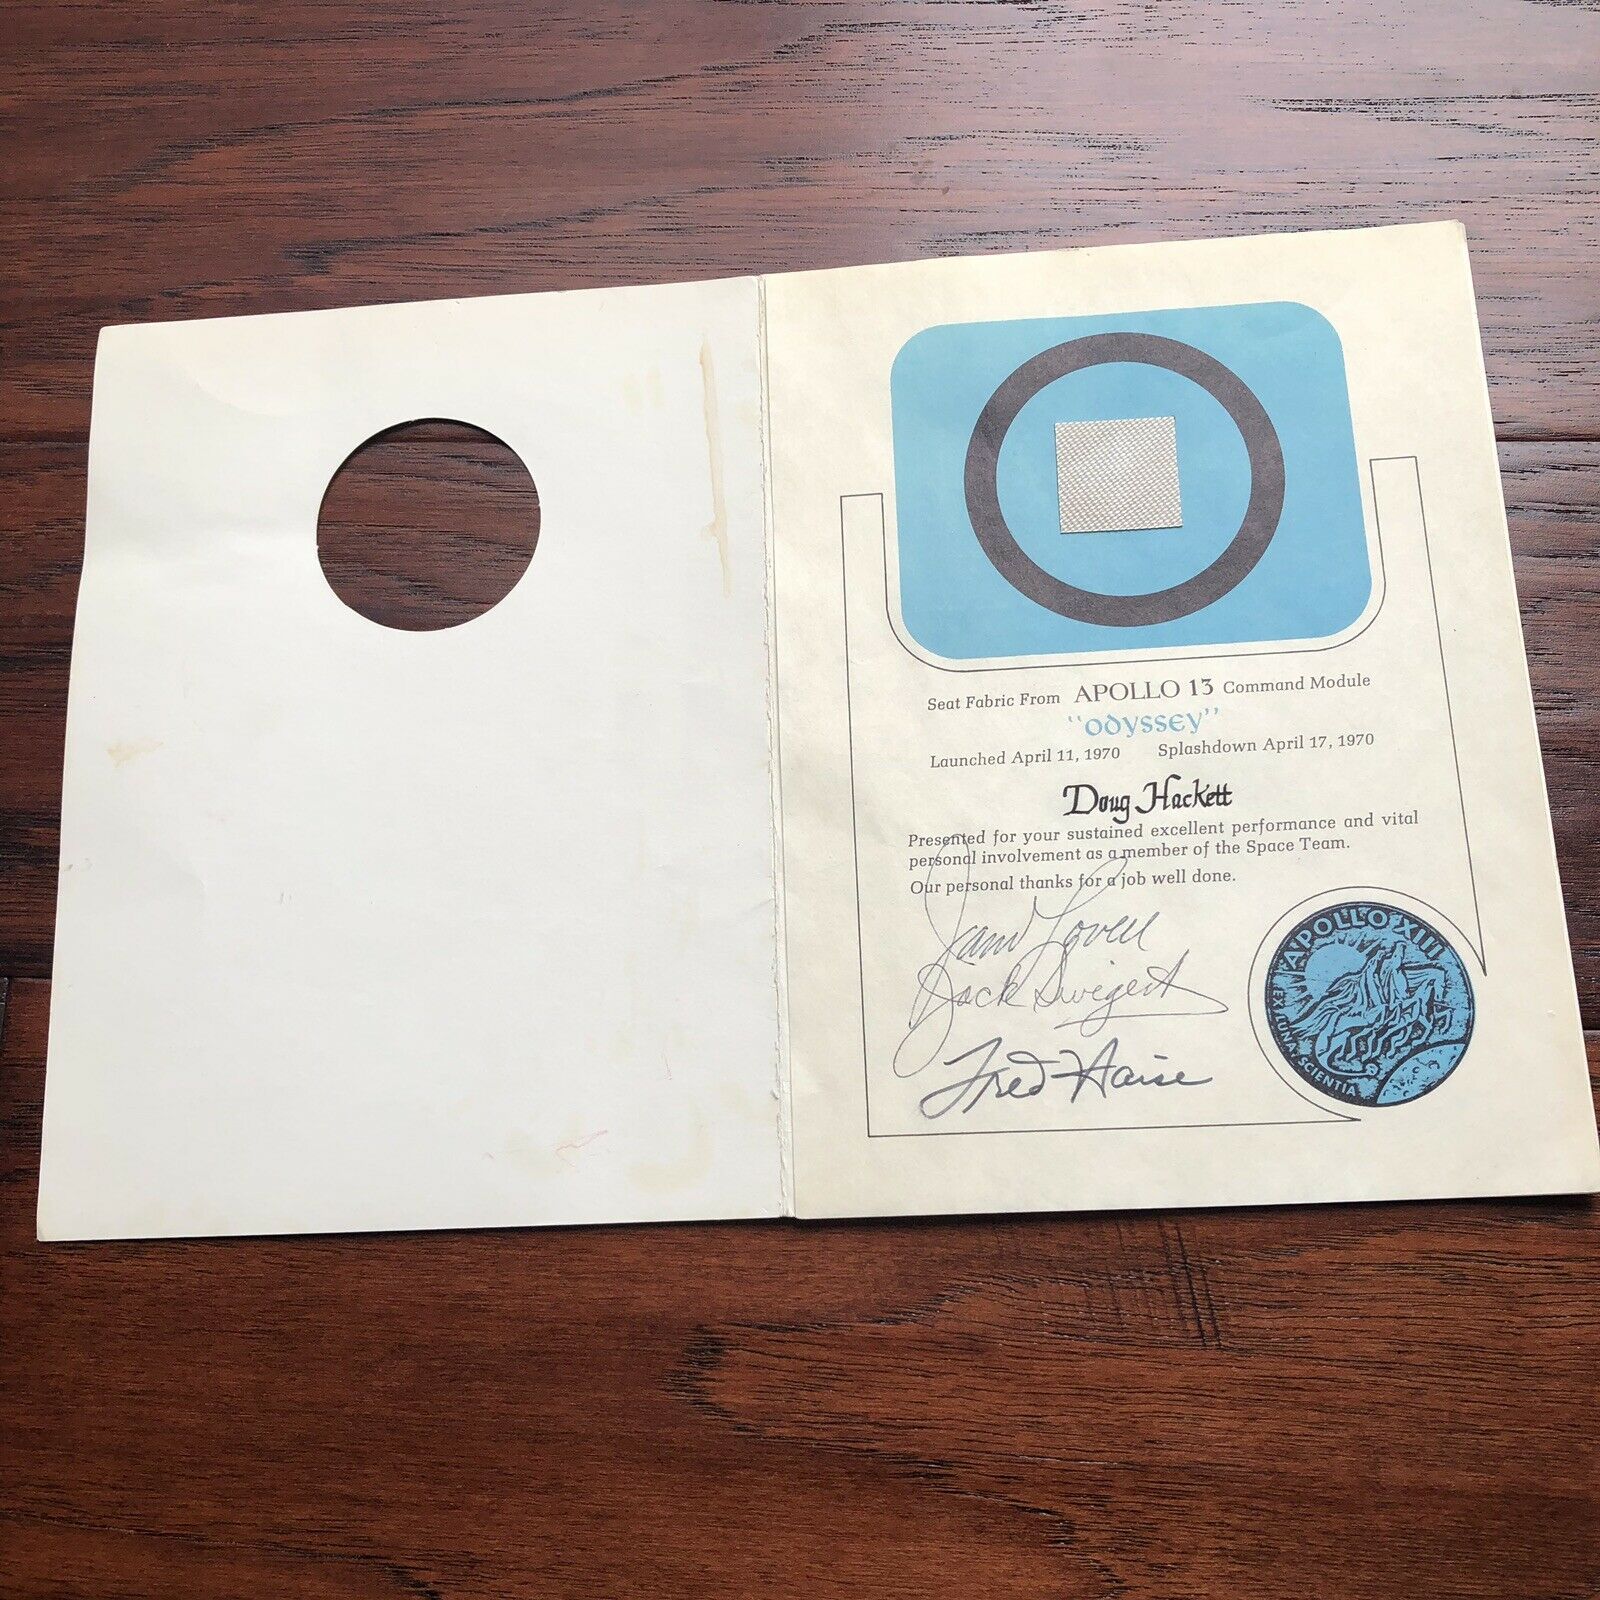 Seat Fabric From APOLLO 13 Command Module
"ODYSSEY"
Launched April 11, 1970 Splashdown April 17, 1970
Doug Hackett
Presented for your sustained excellent performance and vital
personal involvement as a member of the Space Team.
Our personal thanks for a job well done.
James Lovell
Jack Swigert
Fred Haise
APOLLO XIII
EX LUNA, SCIENTIA